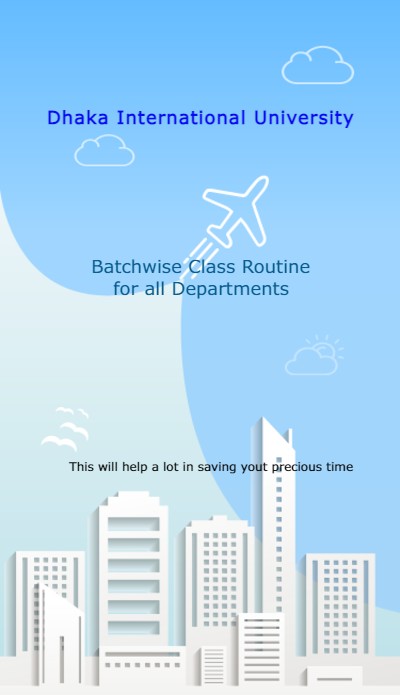 Dhaka International University
Batchwise Class Routine
for all Departments
This will help a lot in saving yout precious time